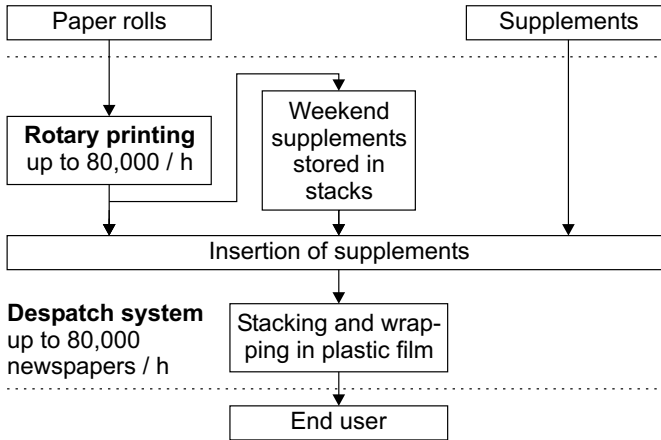 Paper rolls
Supplements
Rotary printing
up to 80,000 / h
Weekend
supplements
stored in
stacks
Insertion of supplements
Despatch system
up to 80,000
newspapers / h
Stacking and wrap-
ping in plastic film
End user